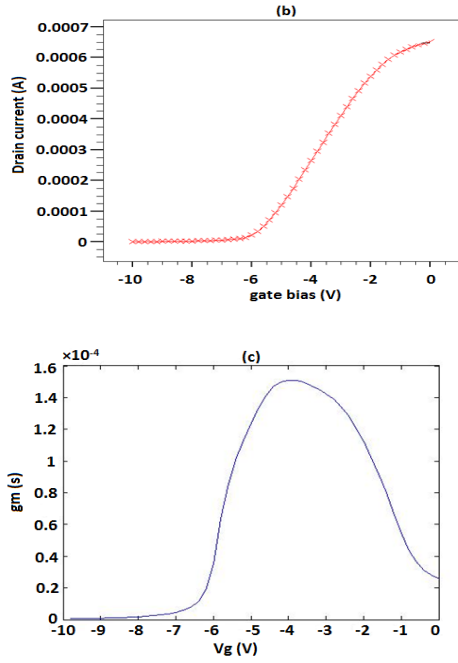 (b)
Drain current (A)
0.0007
0.0006
0.0005
0.0004
0.0003
0.0002
0.0001
0
-10 -8 -6 -4 -2 0
gate bias (V)
(c)
×10⁻⁴
gm (s)
1.6
1.4
1.2
1
0.8
0.6
0.4
0.2
0
-10 -9 -8 -7 -6 -5 -4 -3 -2 -1 0
Vg (V)